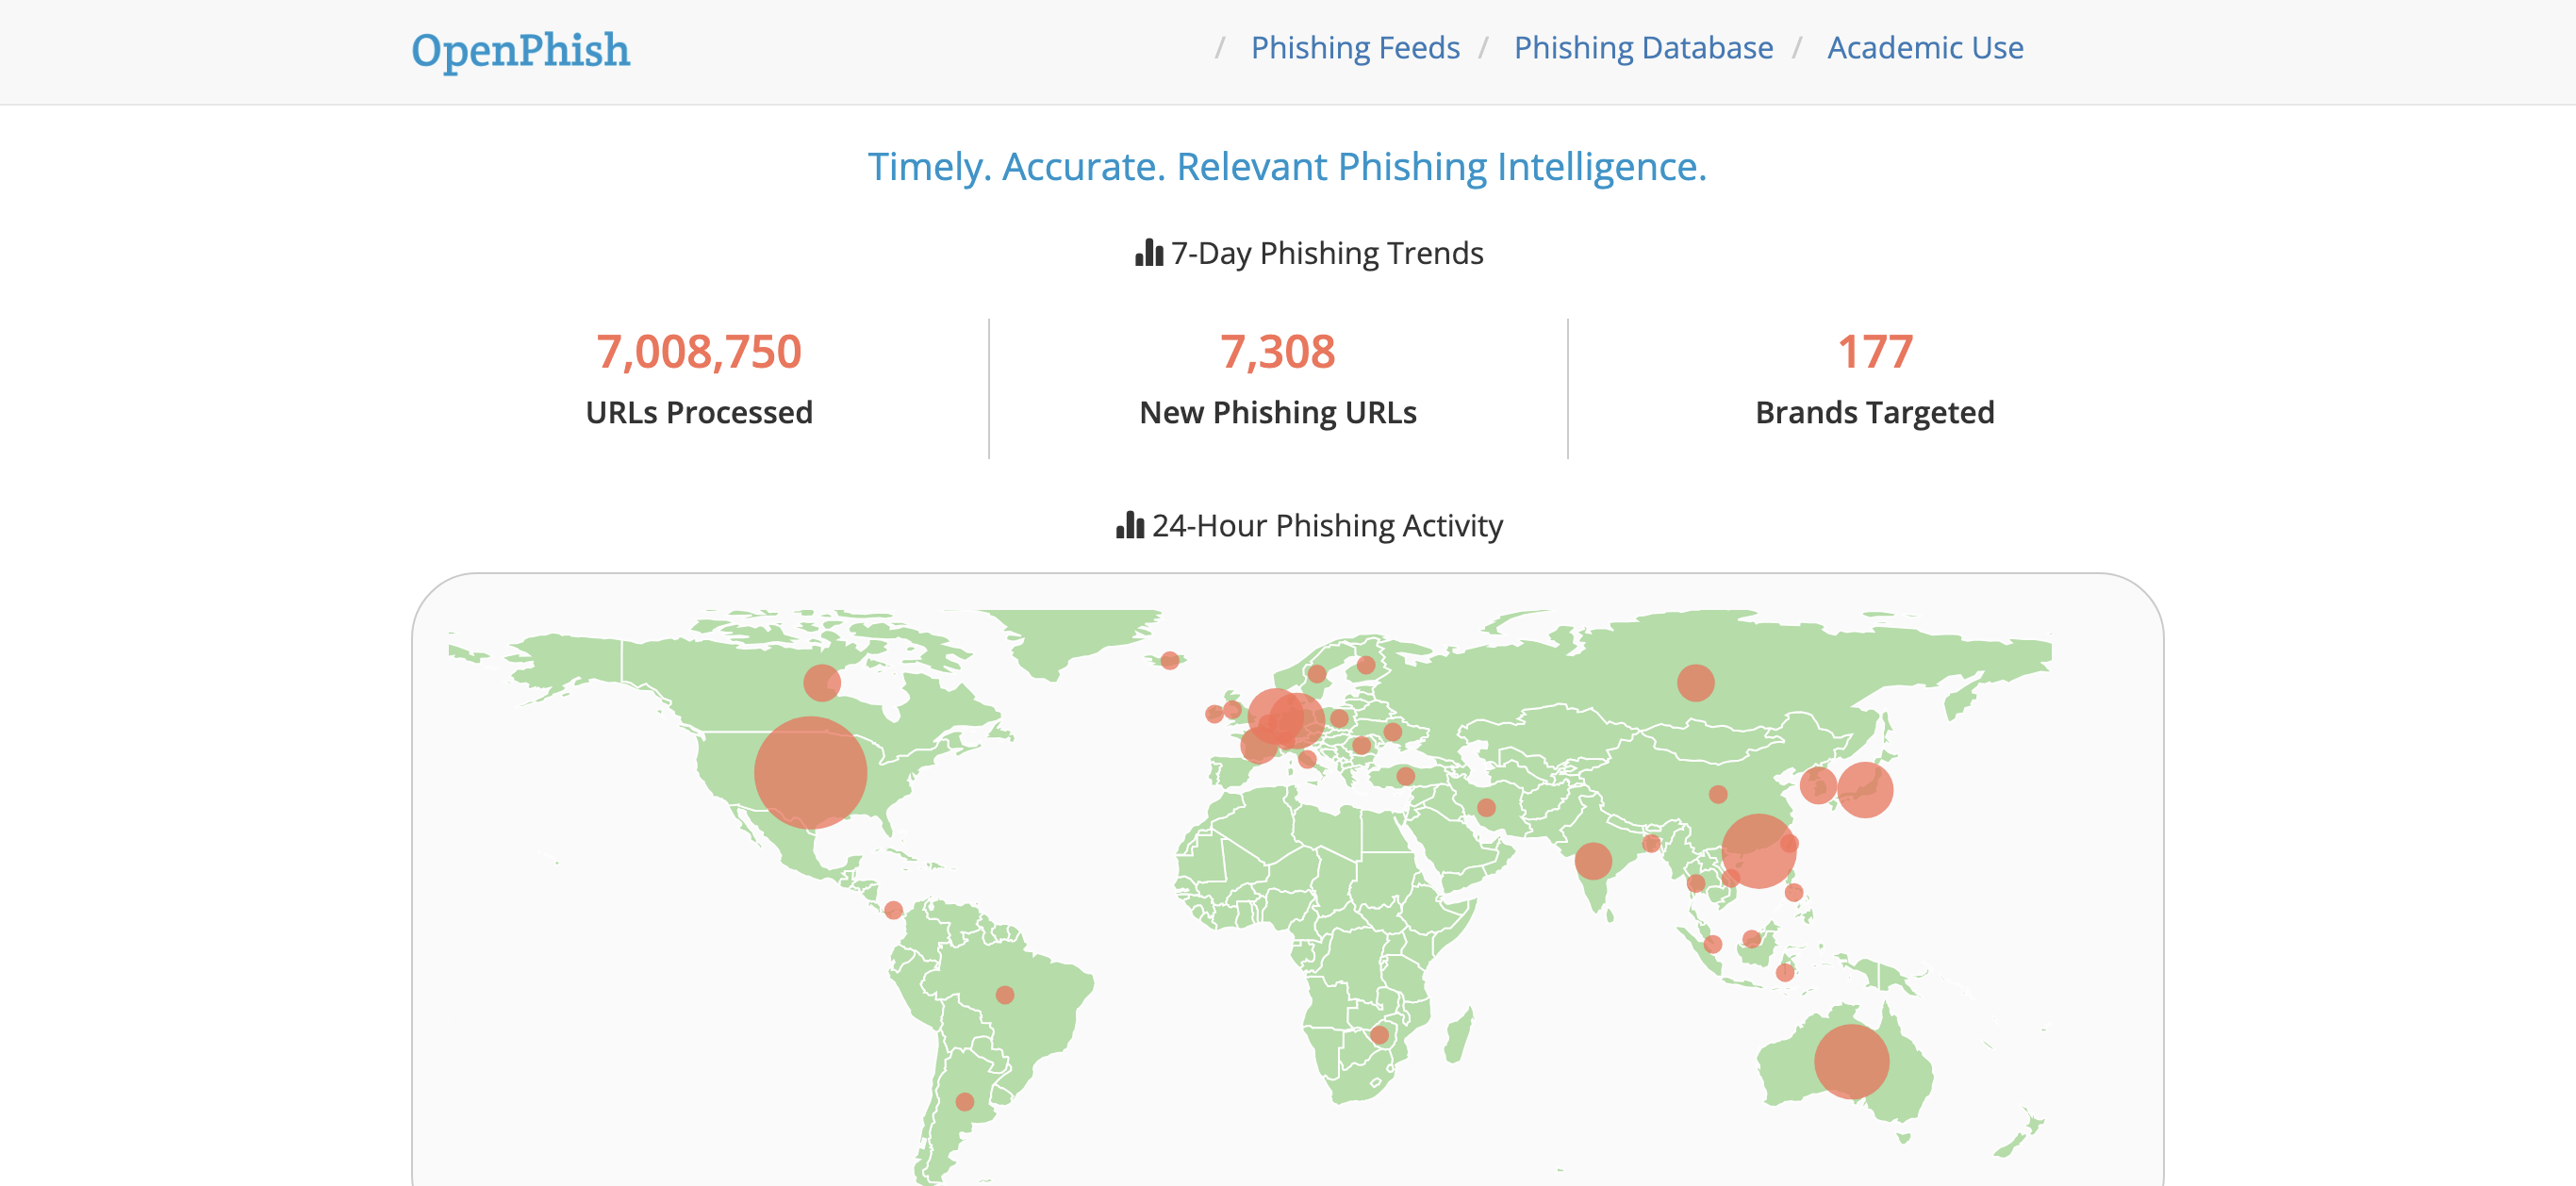 OpenPhish
/ Phishing Feeds / Phishing Database / Academic Use
Timely. Accurate. Relevant Phishing Intelligence.
7-Day Phishing Trends
7,008,750
URLs Processed
7,308
New Phishing URLs
177
Brands Targeted
24-Hour Phishing Activity